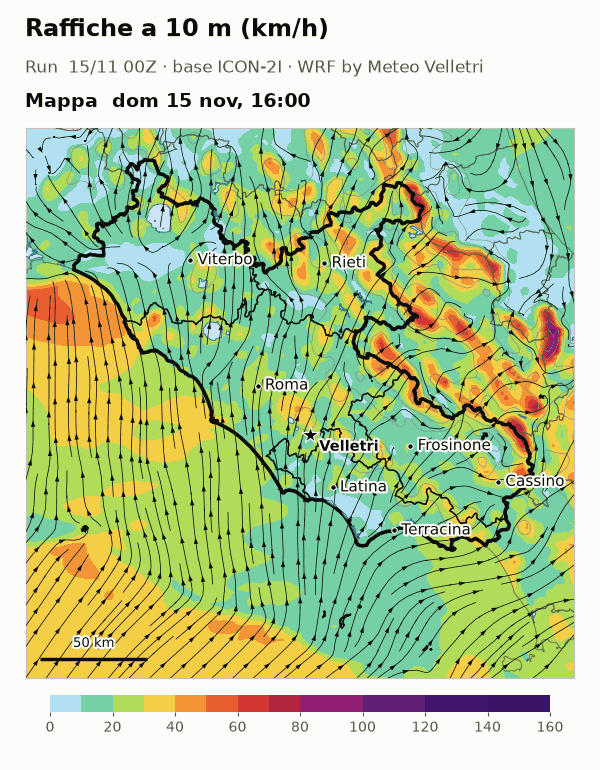 Raffiche a 10 m (km/h)
Run  15/11 00Z · base ICON-2I · WRF by Meteo Velletri
Mappa  dom 15 nov, 16:00
Viterbo
Rieti
Roma
Velletri
Frosinone
Latina
Cassino
Terracina
50 km
0 20 40 60 80 100 120 140 160